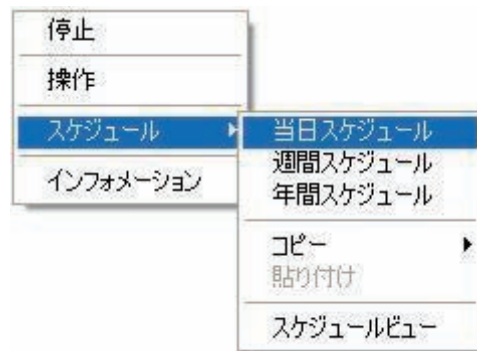 停止
操作
スケジュール
インフォメーション
当日スケジュール
週間スケジュール
年間スケジュール
コピー
貼り付け
スケジュールビュー